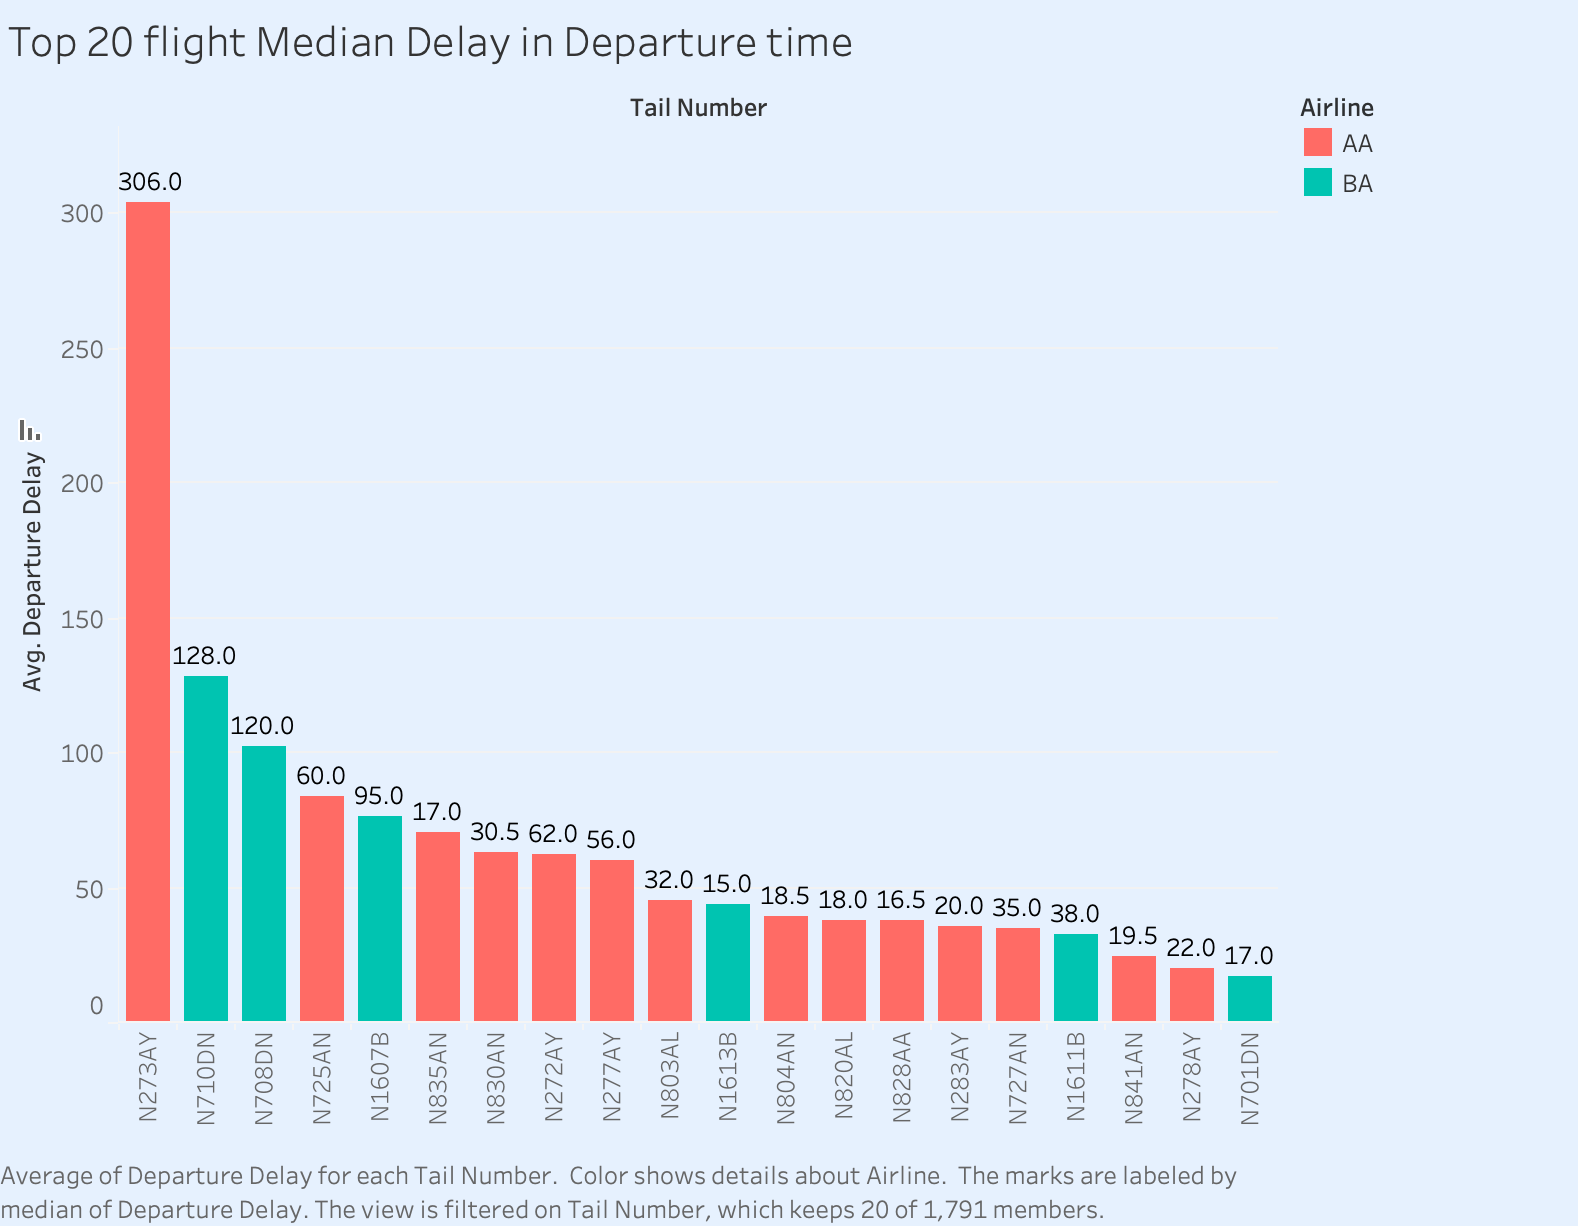 Top 20 flight Median Delay in Departure time
Tail Number
Airline
AA
BA
Avg. Departure Delay
300
250
200
150
100
50
0
306.0
128.0
120.0
60.0
95.0
17.0
30.5
62.0
56.0
32.0
15.0
18.5
18.0
16.5
20.0
35.0
38.0
19.5
22.0
17.0
N273AY
N710DN
N708DN
N725AN
N1607B
N835AN
N830AN
N272AY
N277AY
N803AL
N1613B
N804AN
N820AL
N828AA
N283AY
N727AN
N1611B
N841AN
N278AY
N701DN
Average of Departure Delay for each Tail Number.  Color shows details about Airline.  The marks are labeled by
median of Departure Delay. The view is filtered on Tail Number, which keeps 20 of 1,791 members.